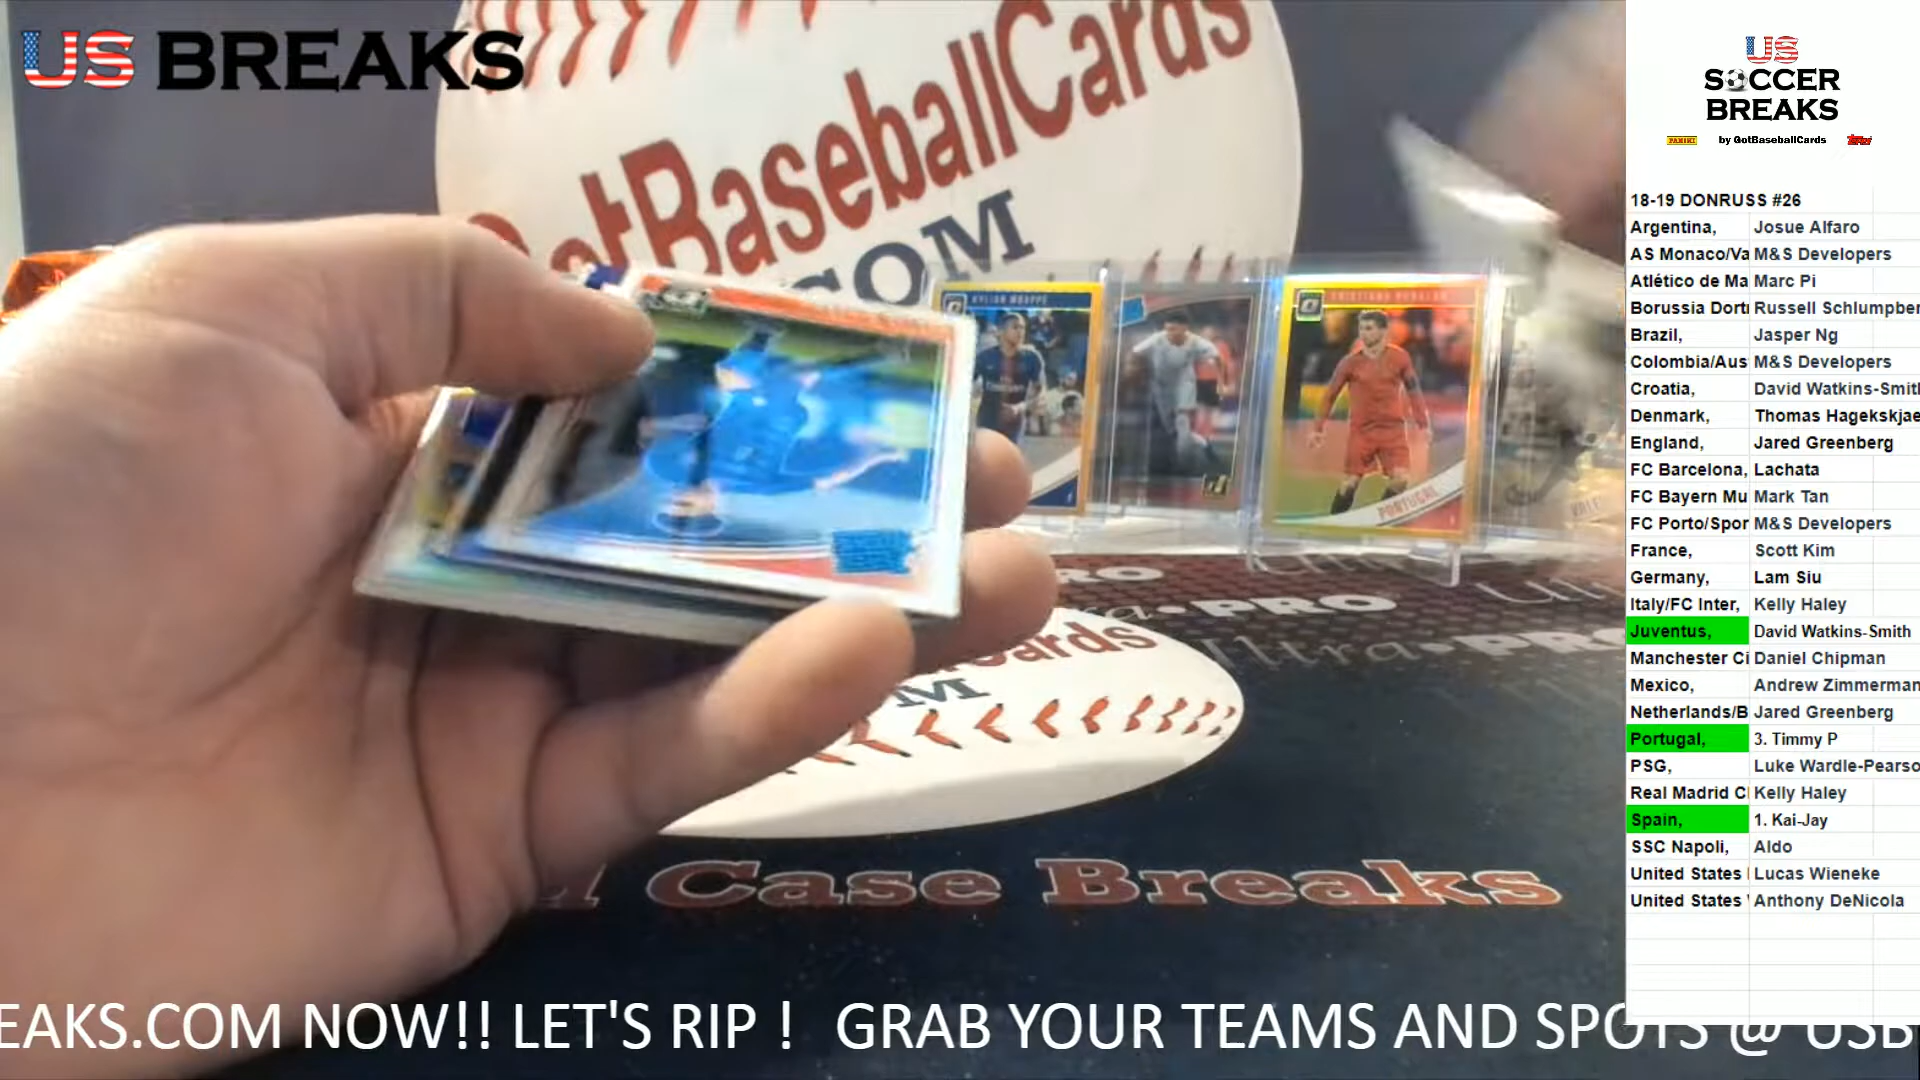 US BREAKS
GotBaseballCards
.COM
KYLIAN MBAPPE
CRISTIANO RONALDO
PORTUGAL
Ultra•PRO
Cards
Case Breaks
EAKS.COM NOW!! LET'S RIP ! GRAB YOUR TEAMS AND SPOTS @ USB
US
SOCCER
BREAKS
PANINI by GotBaseballCards Topps
18-19 DONRUSS #26
Argentina, Josue Alfaro
AS Monaco/Va M&S Developers
Atlético de Ma Marc Pi
Borussia Dort Russell Schlumpber
Brazil, Jasper Ng
Colombia/Aus M&S Developers
Croatia, David Watkins-Smith
Denmark, Thomas Hagekskjae
England, Jared Greenberg
FC Barcelona, Lachata
FC Bayern Mu Mark Tan
FC Porto/Spor M&S Developers
France, Scott Kim
Germany, Lam Siu
Italy/FC Inter, Kelly Haley
Juventus, David Watkins-Smith
Manchester Ci Daniel Chipman
Mexico, Andrew Zimmerman
Netherlands/B Jared Greenberg
Portugal, 3. Timmy P
PSG, Luke Wardle-Pearso
Real Madrid C Kelly Haley
Spain, 1. Kai-Jay
SSC Napoli, Aldo
United States Lucas Wieneke
United States Anthony DeNicola